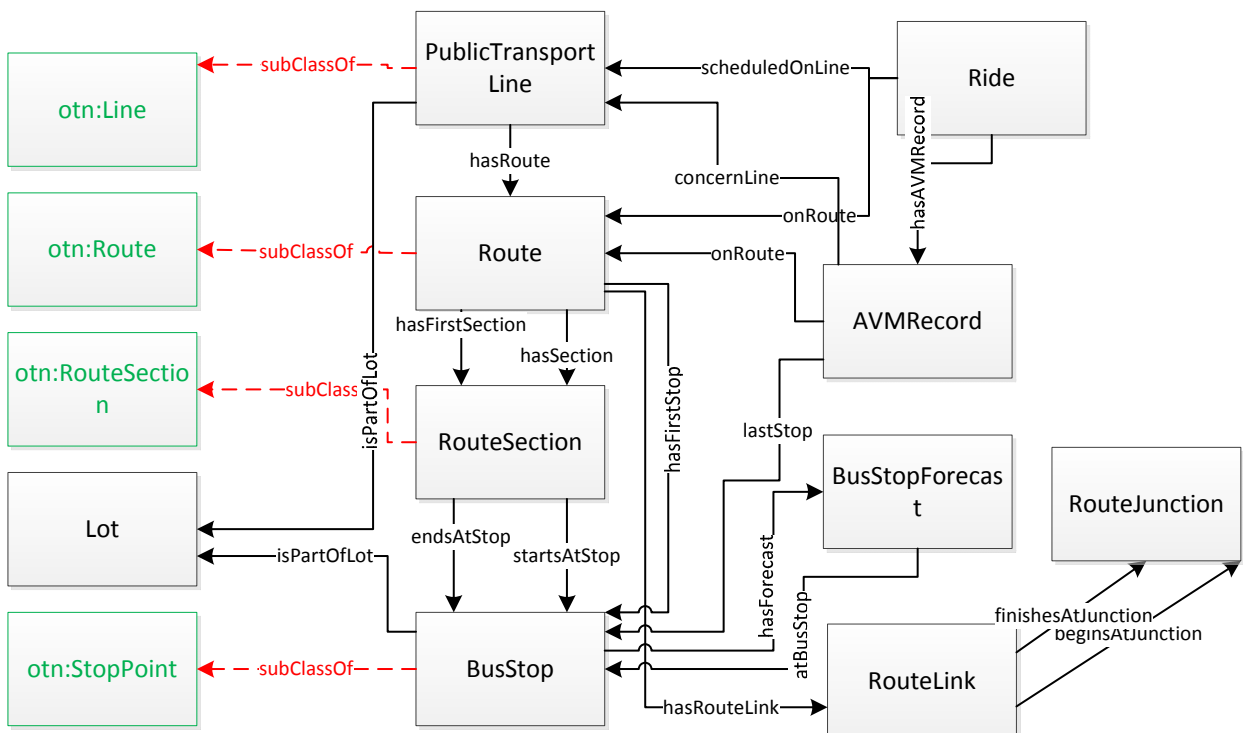 PublicTransport
Line
subClassOf
scheduledOnLine
Ride
otn:Line
hasRoute
concernLine
hasAVMRecord
otn:Route
subClassOf
Route
onRoute
onRoute
AVMRecord
hasFirstSection
hasSection
otn:RouteSectio
n
subClass
isPartOfLot
RouteSection
hasFirstStop
lastStop
BusStopForecas
t
RouteJunction
Lot
endsAtStop
startsAtStop
isPartOfLot
hasForecast
atBusStop
finishesAtJunction
beginsAtJunction
otn:StopPoint
subClassOf
BusStop
RouteLink
hasRouteLink